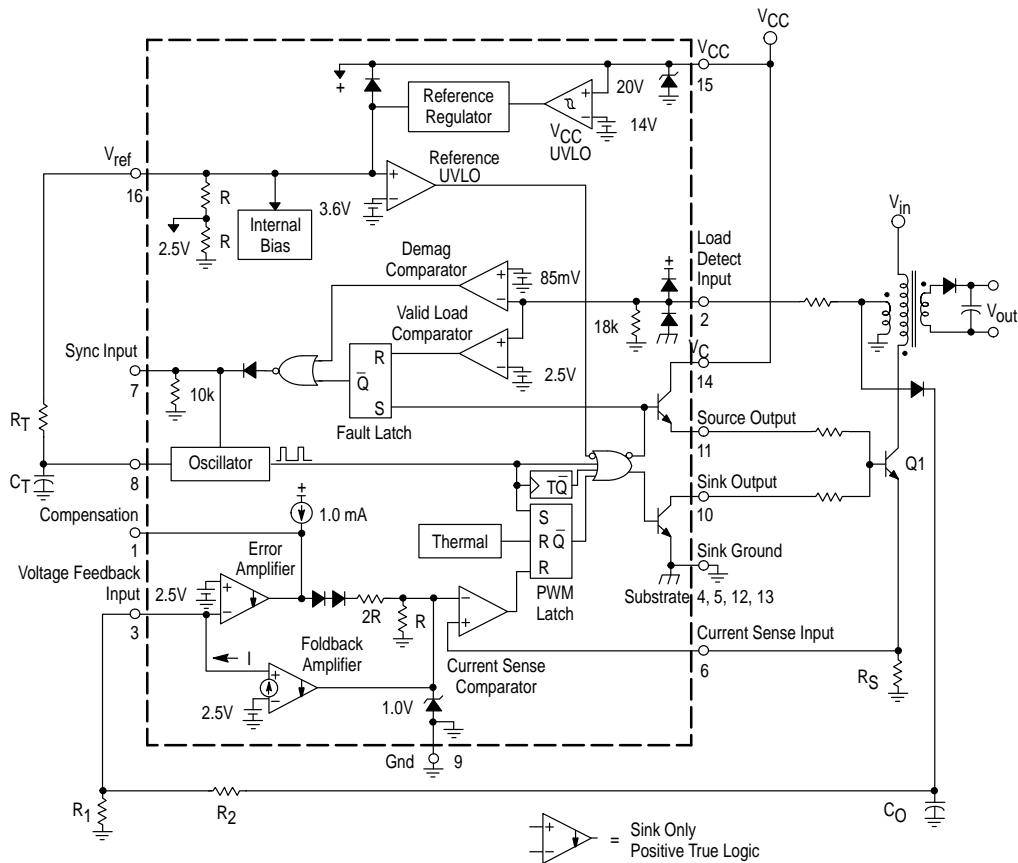 VCC
VCC
15
+
20V
Reference
Regulator
+
−
14V
VCC
UVLO
Vref
16
R
R
2.5V
Internal
Bias
+
−
3.6V
Reference
UVLO
Vin
Demag
Comparator
+
−
85mV
Load
Detect
Input
+
2
18k
Vout
Valid Load
Comparator
+
−
2.5V
VC
14
Sync Input
7
10k
R
Q
S
Fault Latch
RT
Source Output
11
Q1
CT
8
Oscillator
TQ
Sink Output
10
+
1.0 mA
Compensation
1
Thermal
S
R Q
R
PWM
Latch
Sink Ground
Substrate 4, 5, 12, 13
Voltage Feedback
Input
3
Error
Amplifier
2.5V
+
−
2R
R
−
+
Current Sense
Comparator
Current Sense Input
6
RS
I
Foldback
Amplifier
+
−
2.5V
1.0V
Gnd
9
R1
R2
CO
+
−
= Sink Only
Positive True Logic